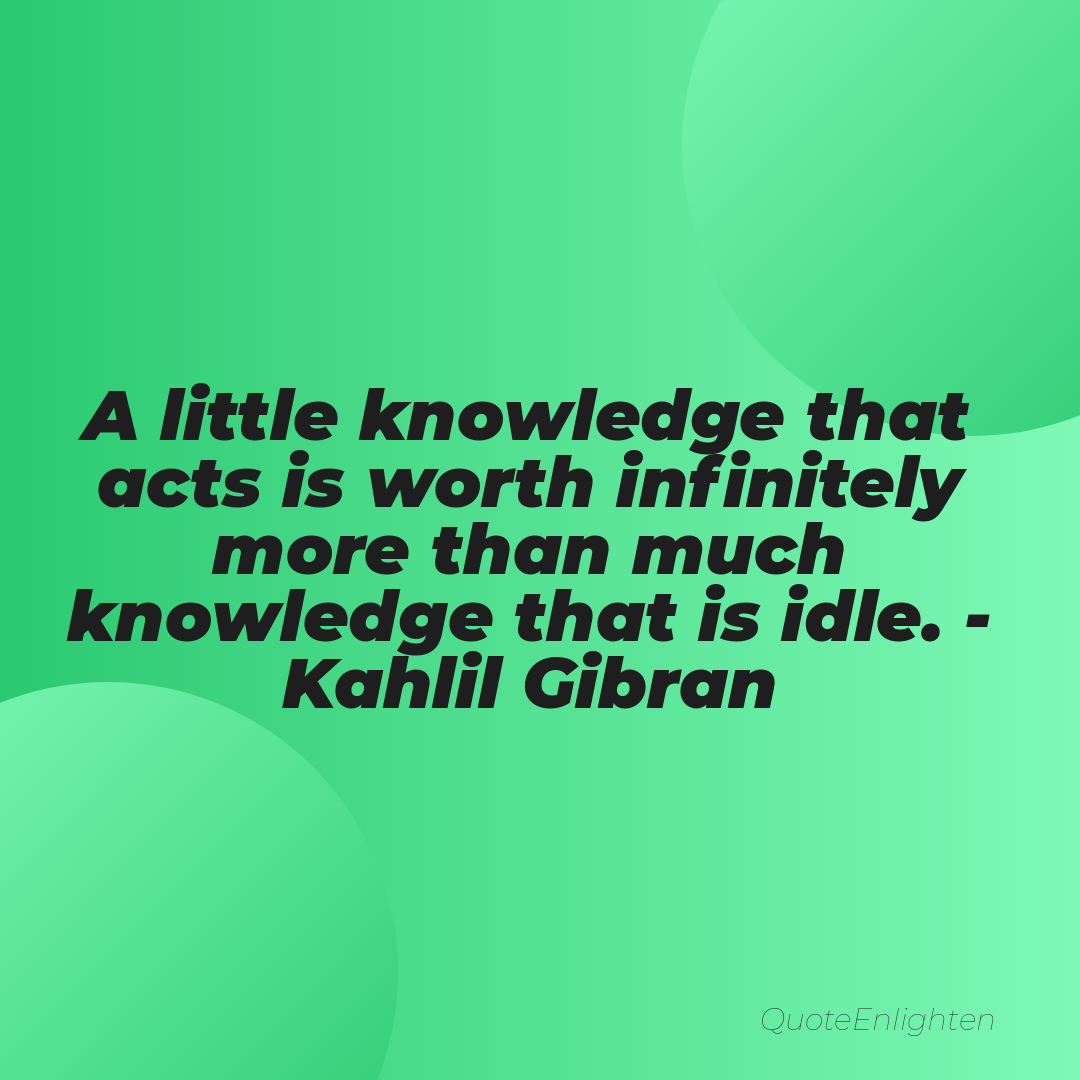 A little knowledge that
acts is worth infinitely
more than much
knowledge that is idle. -
Kahlil Gibran
QuoteEnlighten